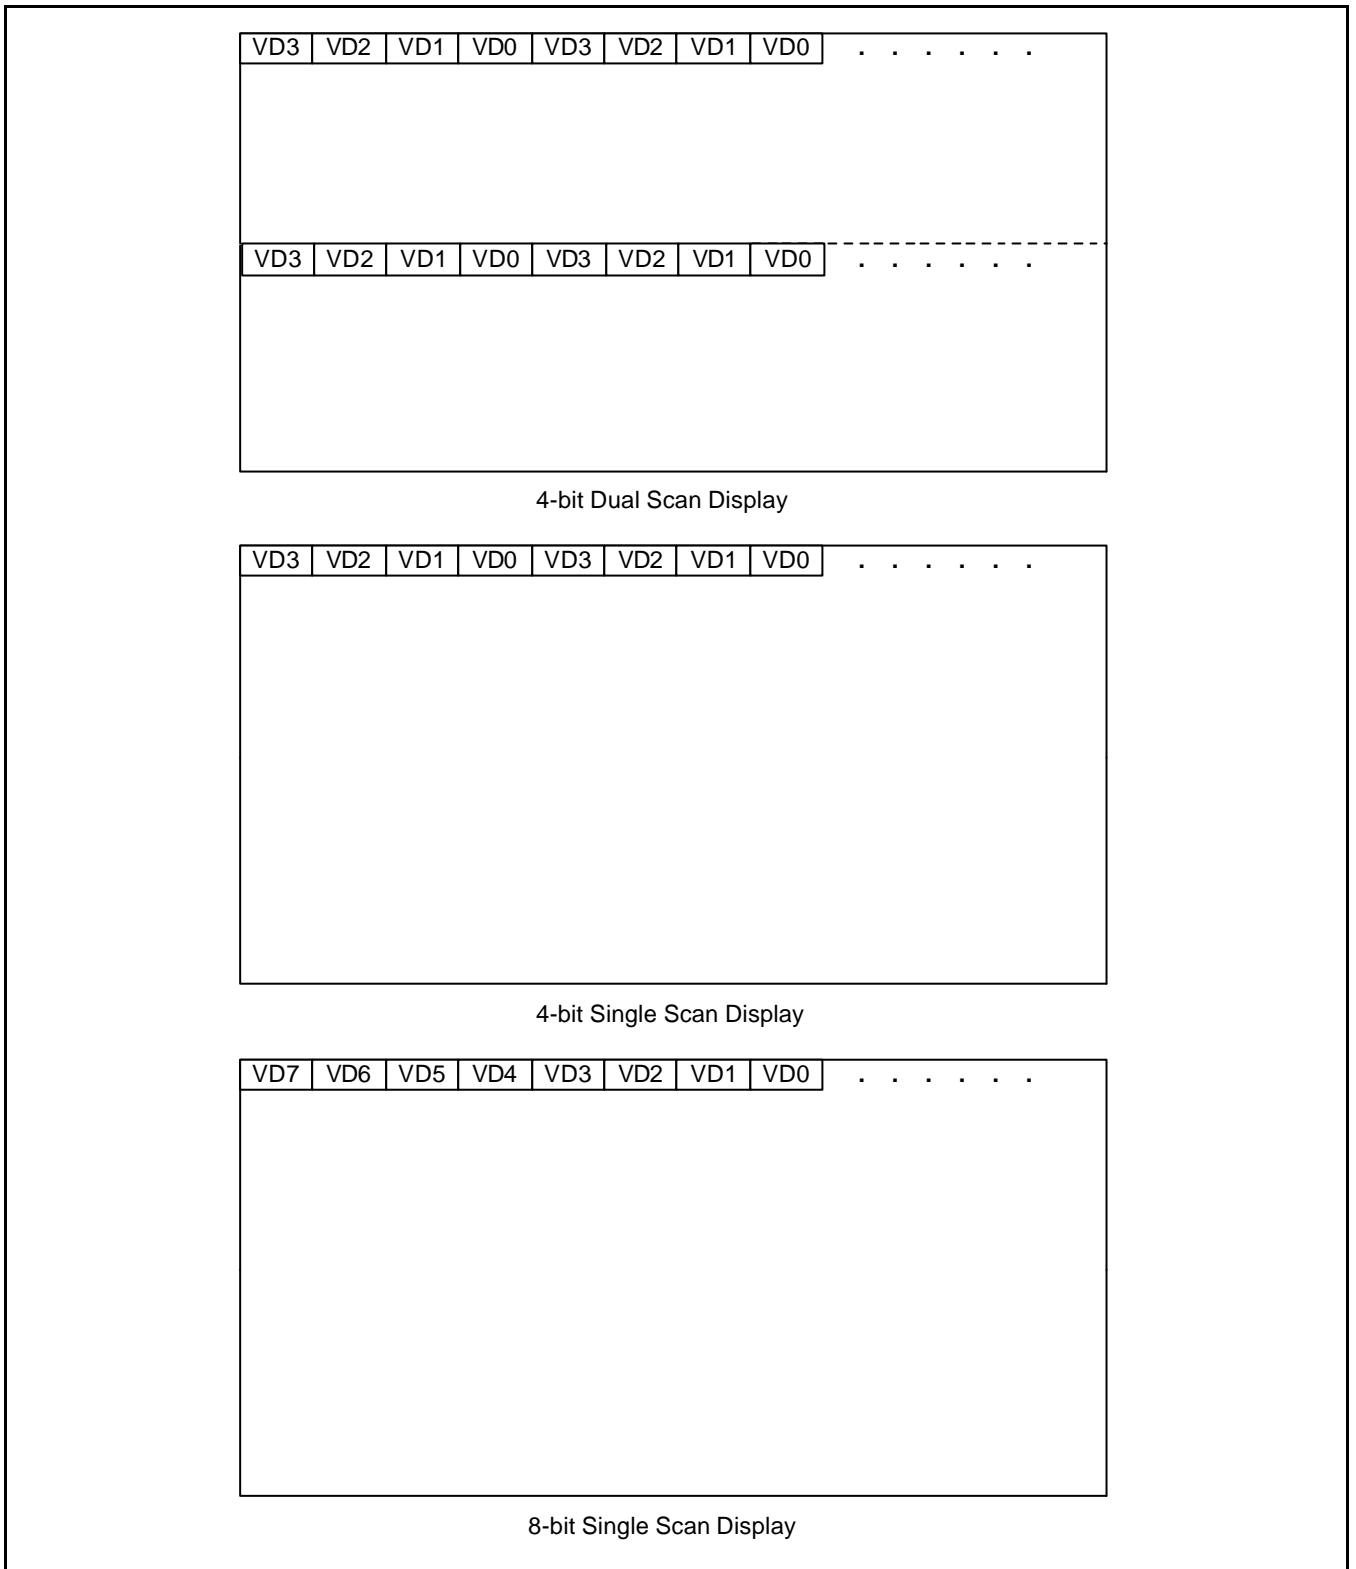 VD3 VD2 VD1 VD0 VD3 VD2 VD1 VD0 . . . . . .
VD3 VD2 VD1 VD0 VD3 VD2 VD1 VD0 . . . . . .
4-bit Dual Scan Display
VD3 VD2 VD1 VD0 VD3 VD2 VD1 VD0 . . . . . .
4-bit Single Scan Display
VD7 VD6 VD5 VD4 VD3 VD2 VD1 VD0 . . . . . .
8-bit Single Scan Display